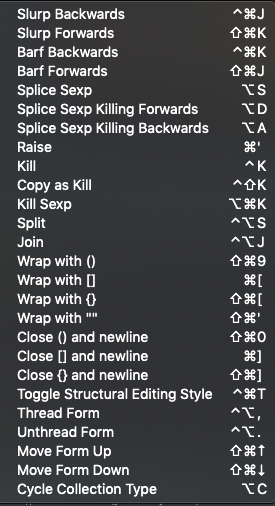 Slurp Backwards ^⌘J
Slurp Forwards ⇧⌘K
Barf Backwards ^⌘K
Barf Forwards ⇧⌘J
Splice Sexp ⌥S
Splice Sexp Killing Forwards ⌥D
Splice Sexp Killing Backwards ⌥A
Raise ⌘'
Kill ^K
Copy as Kill ^⇧K
Kill Sexp ⌥⌘K
Split ^⌥S
Join ^⌥J
Wrap with () ⇧⌘9
Wrap with [] ⌘[
Wrap with {} ⇧⌘[
Wrap with "" ⇧⌘'
Close () and newline ⇧⌘0
Close [] and newline ⌘]
Close {} and newline ⇧⌘]
Toggle Structural Editing Style ^⌘T
Thread Form ^⌥,
Unthread Form ^⌥.
Move Form Up ⇧⌘↑
Move Form Down ⇧⌘↓
Cycle Collection Type ⌥C